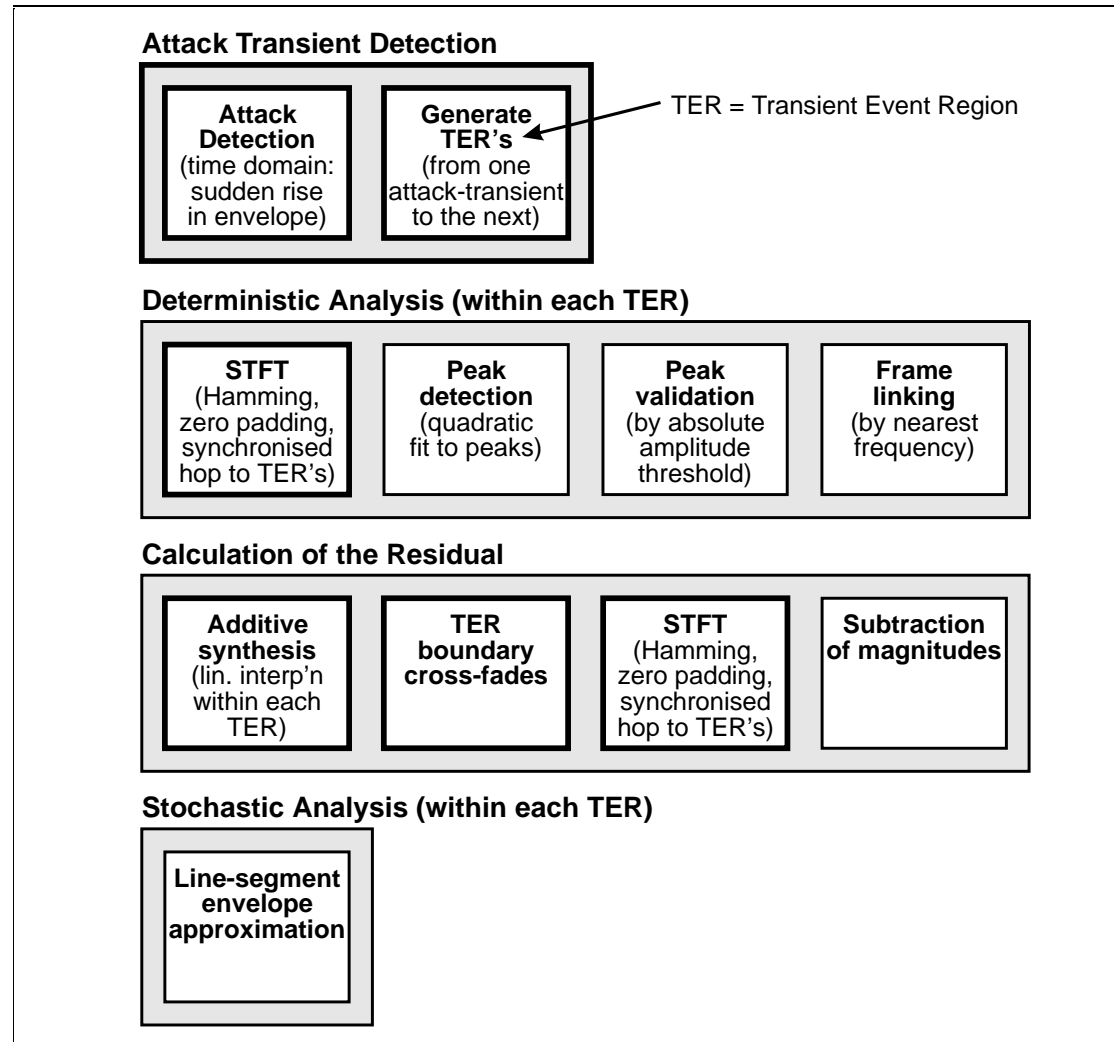 Attack Transient Detection
Attack
Detection
(time domain:
sudden rise
in envelope)
Generate
TER's
(from one
attack-transient
to the next)
TER = Transient Event Region
Deterministic Analysis (within each TER)
STFT
(Hamming,
zero padding,
synchronised
hop to TER's)
Peak
detection
(quadratic
fit to peaks)
Peak
validation
(by absolute
amplitude
threshold)
Frame
linking
(by nearest
frequency)
Calculation of the Residual
Additive
synthesis
(lin. interp'n
within each
TER)
TER
boundary
cross-fades
STFT
(Hamming,
zero padding,
synchronised
hop to TER's)
Subtraction
of magnitudes
Stochastic Analysis (within each TER)
Line-segment
envelope
approximation